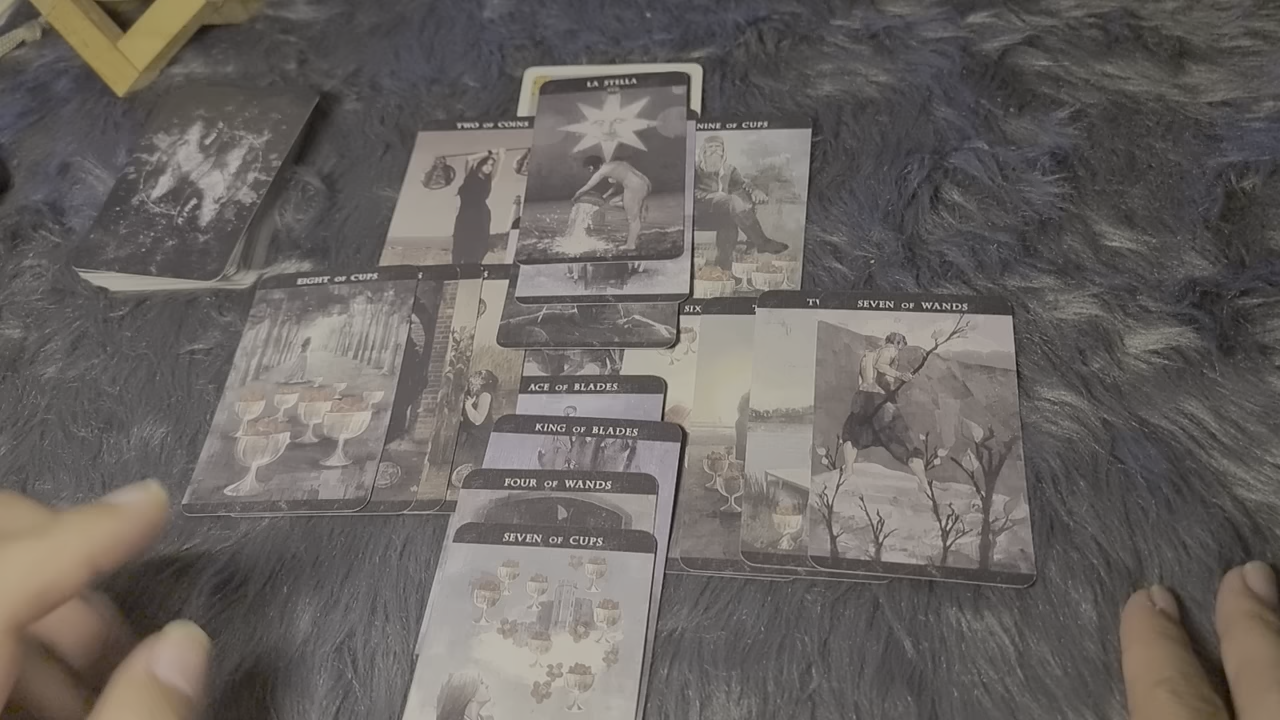 LA STELLA
TWO OF COINS
NINE OF CUPS
EIGHT OF CUPS
SIX
SEVEN OF WANDS
ACE OF BLADES
KING OF BLADES
FOUR OF WANDS
SEVEN OF CUPS